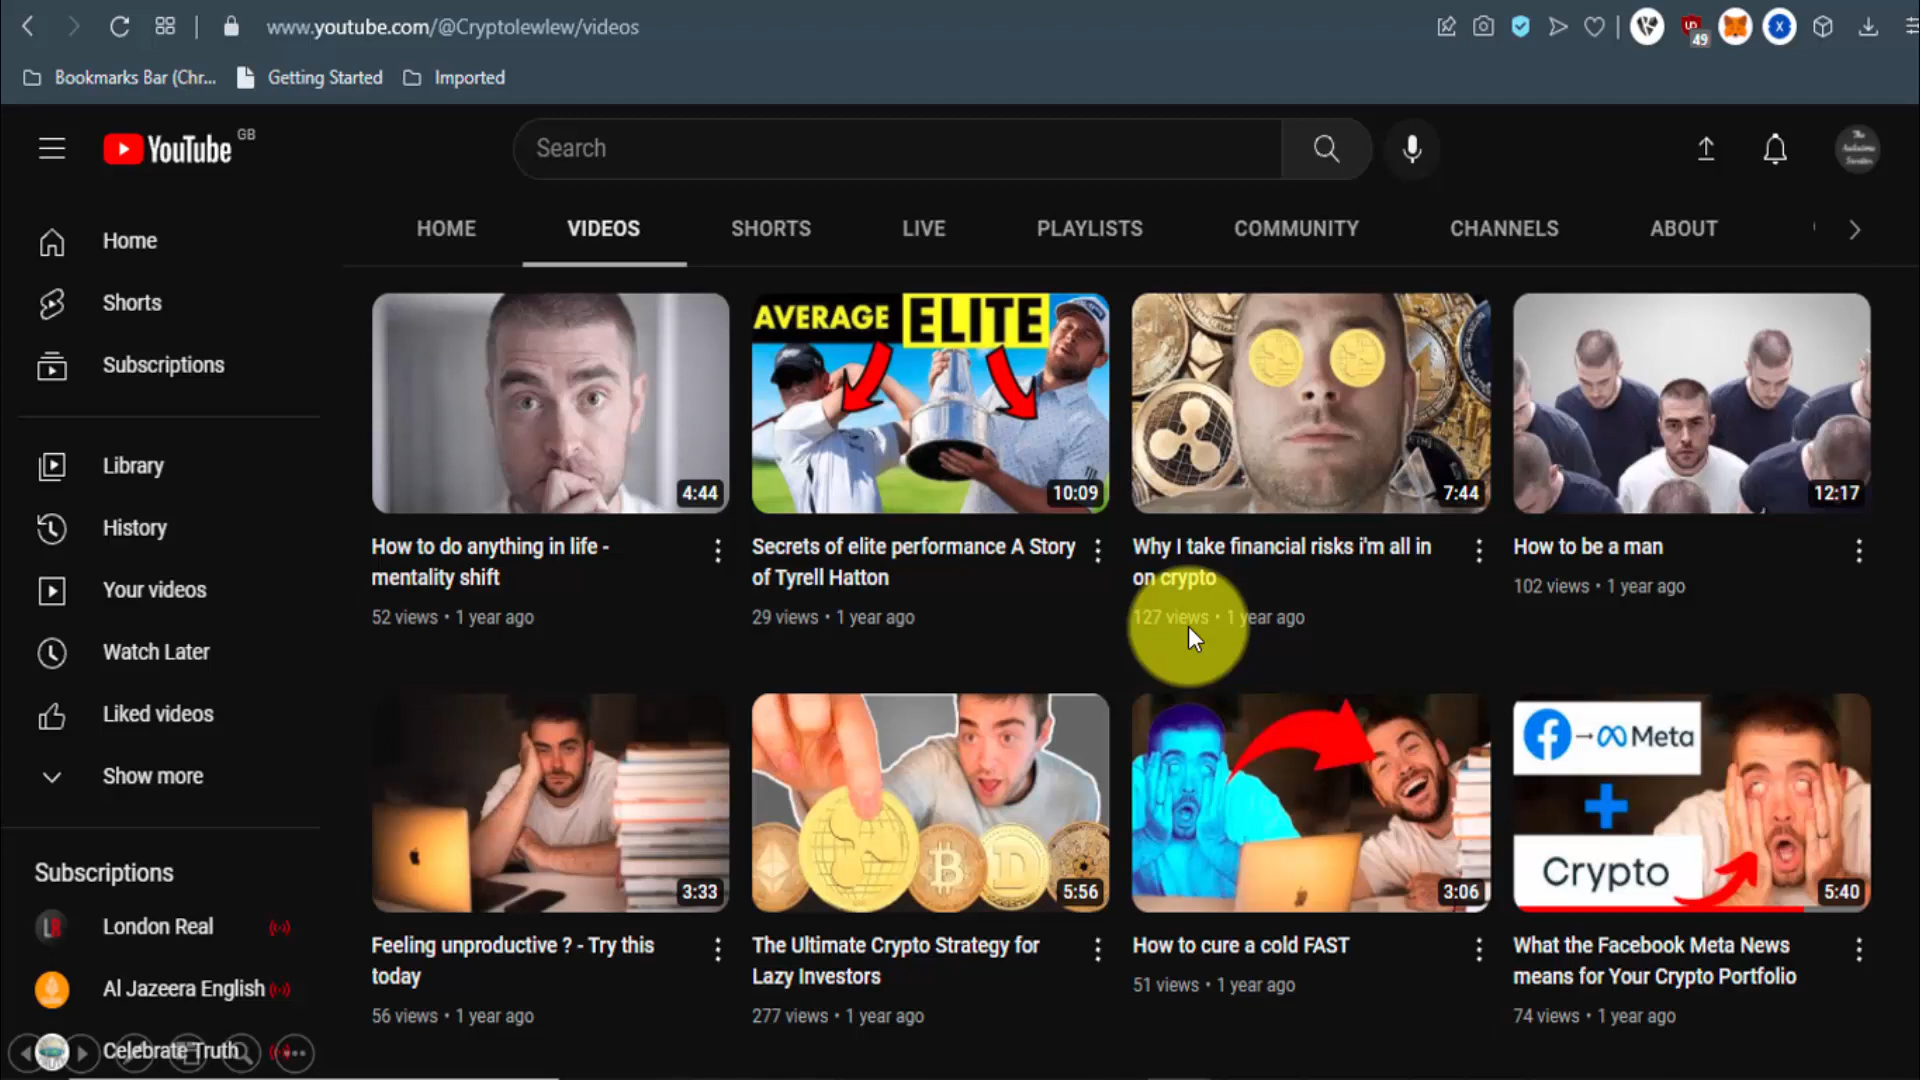 www.youtube.com/@Cryptolewlew/videos
49
Bookmarks Bar (Chr...
Getting Started
Imported
YouTube GB
Search
HOME
VIDEOS
SHORTS
LIVE
PLAYLISTS
COMMUNITY
CHANNELS
ABOUT
Home
Shorts
Subscriptions
Library
History
Your videos
Watch Later
Liked videos
Show more
Subscriptions
London Real
Al Jazeera English
Celebrate Truth
4:44
How to do anything in life -
mentality shift
52 views • 1 year ago
AVERAGE ELITE
10:09
Secrets of elite performance A Story
of Tyrell Hatton
29 views • 1 year ago
7:44
Why I take financial risks i'm all in
on crypto
127 views • 1 year ago
12:17
How to be a man
102 views • 1 year ago
3:33
Feeling unproductive ? - Try this
today
56 views • 1 year ago
5:56
The Ultimate Crypto Strategy for
Lazy Investors
277 views • 1 year ago
3:06
How to cure a cold FAST
51 views • 1 year ago
Meta
Crypto
5:40
What the Facebook Meta News
means for Your Crypto Portfolio
74 views • 1 year ago